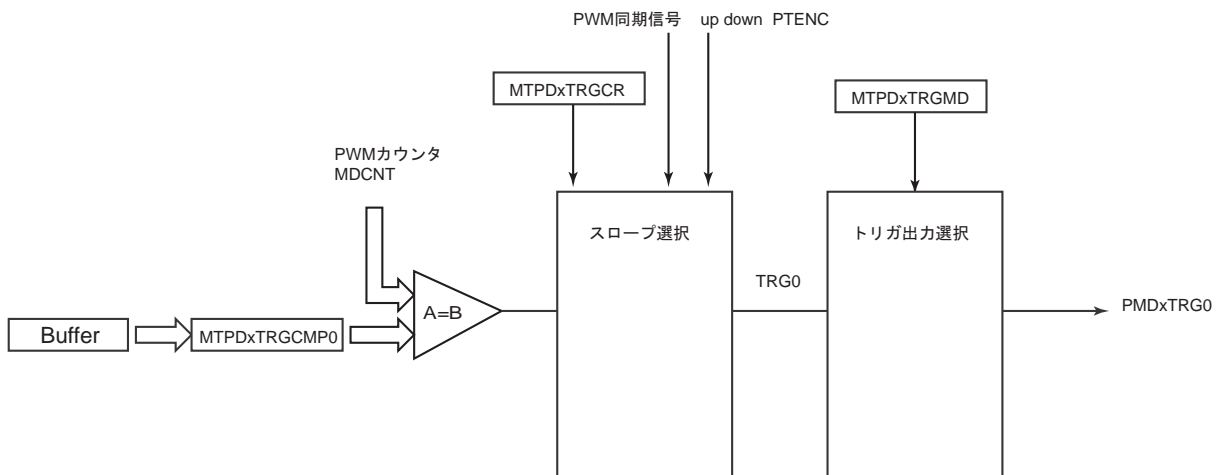 PWM同期信号
up down PTENC
MTPDxTRGCR
MTPDxTRGMD
PWMカウンタ
MDCNT
スロープ選択
トリガ出力選択
TRG0
A=B
PMDxTRG0
Buffer
MTPDxTRGCMP0